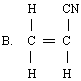 H CN
B. C = C
H H